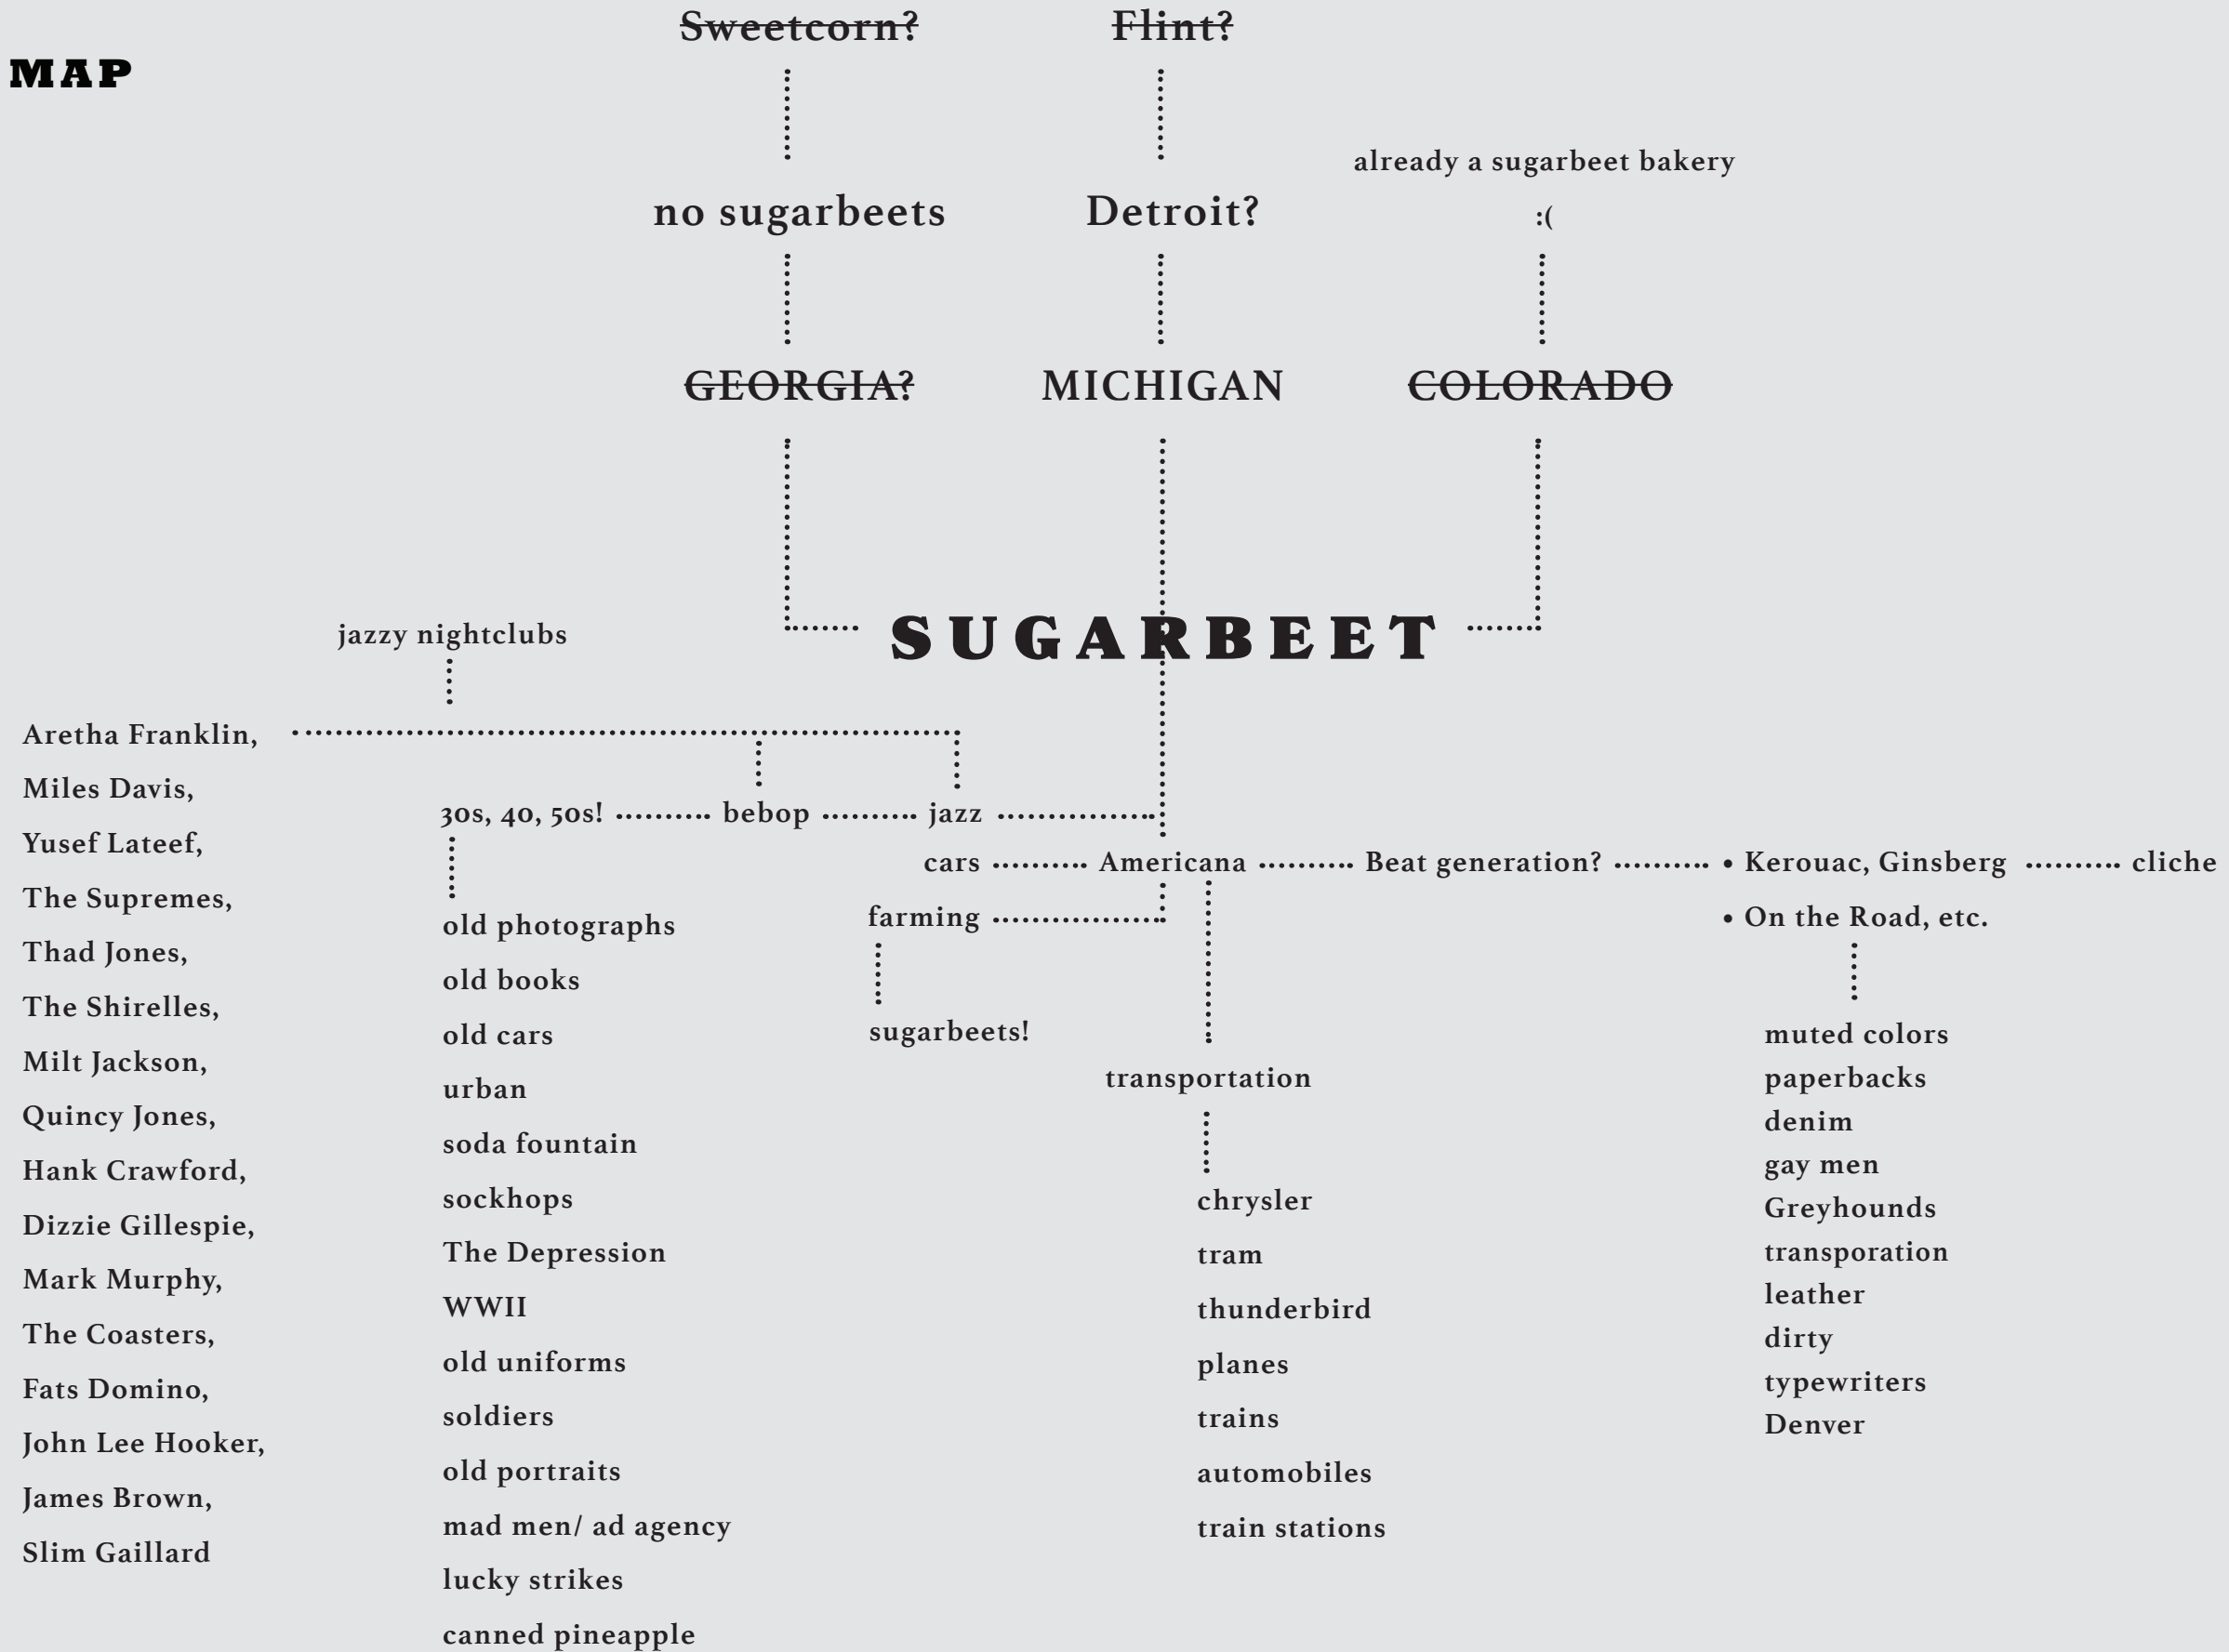 Sweetcorn?
Flint?
MAP
already a sugarbeet bakery
:(
no sugarbeets
Detroit?
GEORGIA?
MICHIGAN
COLORADO
SUGARBEET
jazzy nightclubs
Aretha Franklin,
Miles Davis,
Yusef Lateef,
The Supremes,
Thad Jones,
The Shirelles,
Milt Jackson,
Quincy Jones,
Hank Crawford,
Dizzie Gillespie,
Mark Murphy,
The Coasters,
Fats Domino,
John Lee Hooker,
James Brown,
Slim Gaillard
30s, 40, 50s!
bebop
jazz
old photographs
old books
old cars
urban
soda fountain
sockhops
The Depression
WWII
old uniforms
soldiers
old portraits
mad men/ ad agency
lucky strikes
canned pineapple
cars
Americana
Beat generation?
• Kerouac, Ginsberg
cliche
farming
• On the Road, etc.
sugarbeets!
transportation
chrysler
tram
thunderbird
planes
trains
automobiles
train stations
muted colors
paperbacks
denim
gay men
Greyhounds
transporation
leather
dirty
typewriters
Denver